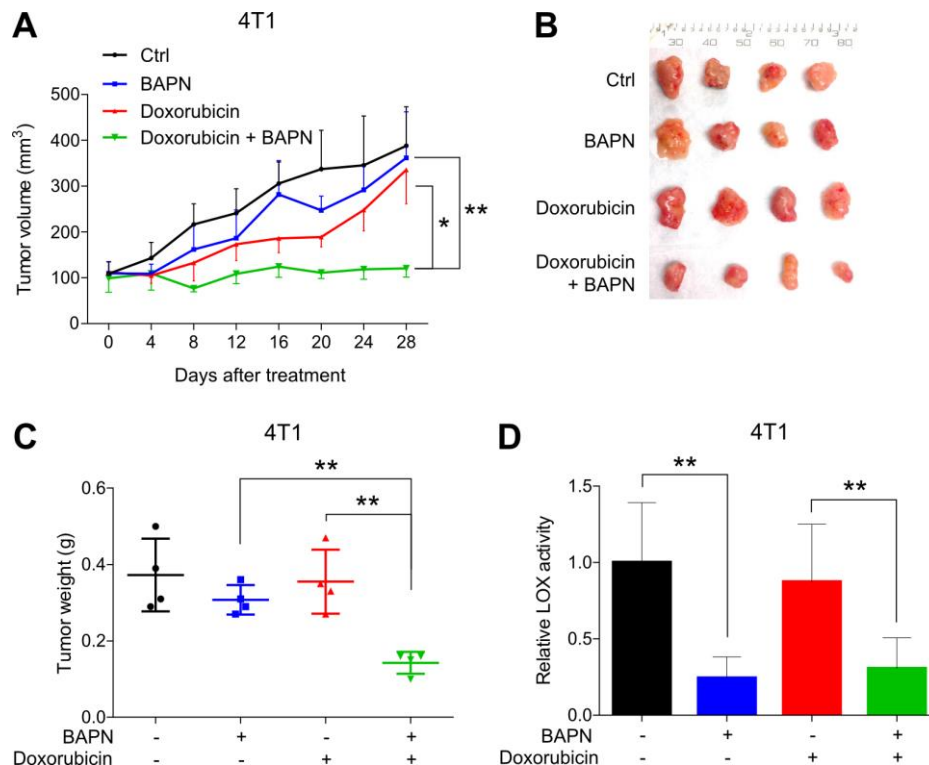 A
4T1
Ctrl
BAPN
Doxorubicin
Doxorubicin + BAPN
Tumor volume (mm3)
500
400
300
200
100
0
* **
0 4 8 12 16 20 24 28
Days after treatment
B
30 40 50 60 70 80
Ctrl
BAPN
Doxorubicin
Doxorubicin
+ BAPN
C
4T1
Tumor weight (g)
0.6
0.4
0.2
0.0
**
**
BAPN - + - +
Doxorubicin - - + +
D
4T1
Relative LOX activity
1.5
1.0
0.5
0.0
** **
BAPN - + - +
Doxorubicin - - + +